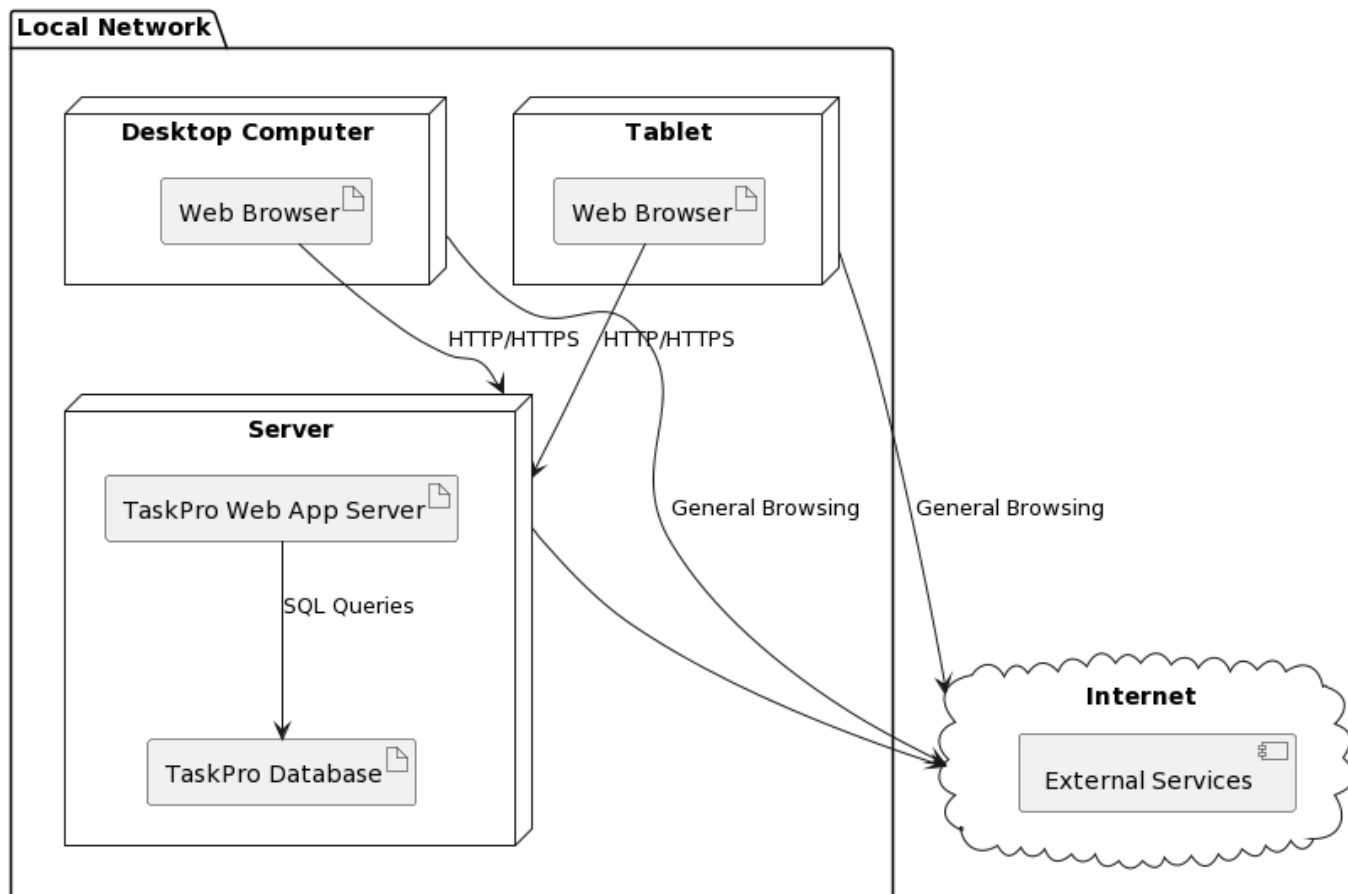 Local Network
Desktop Computer
Tablet
Web Browser
Web Browser
HTTP/HTTPS
HTTP/HTTPS
Server
TaskPro Web App Server
General Browsing
General Browsing
SQL Queries
Internet
TaskPro Database
External Services